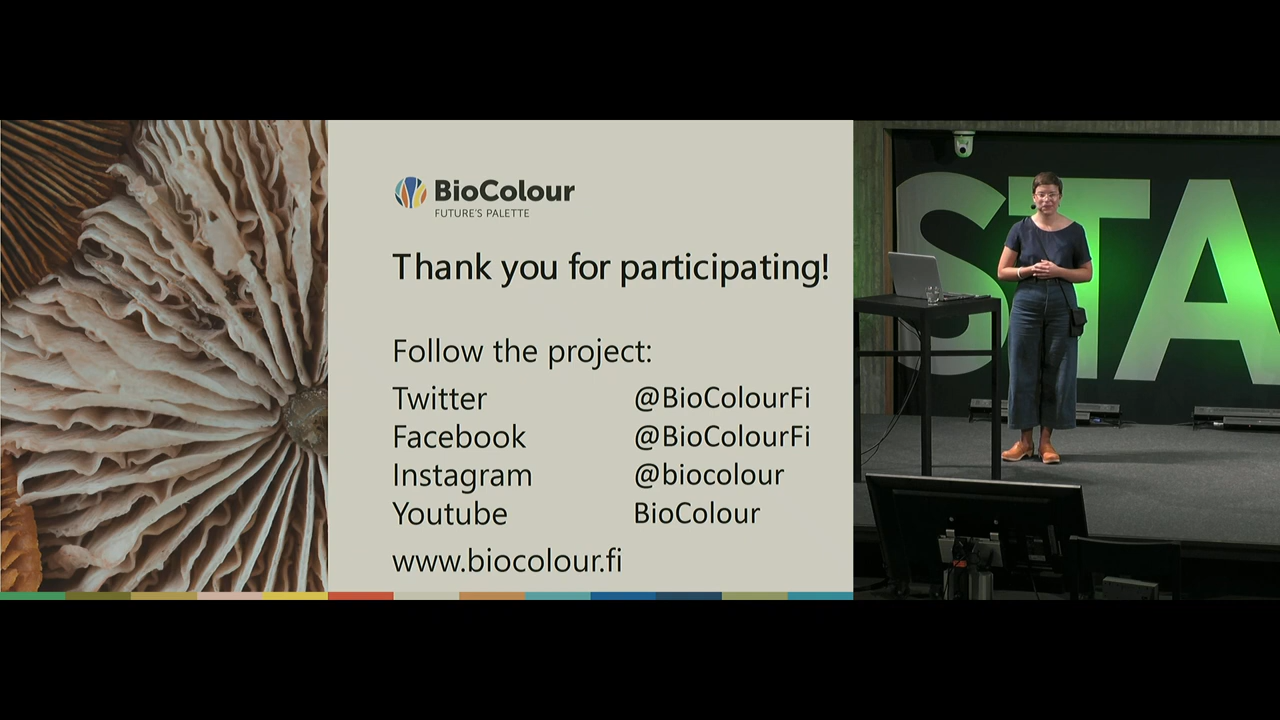 BioColour
FUTURE'S PALETTE
Thank you for participating!
Follow the project:
Twitter @BioColourFi
Facebook @BioColourFi
Instagram @biocolour
Youtube BioColour
www.biocolour.fi
STA